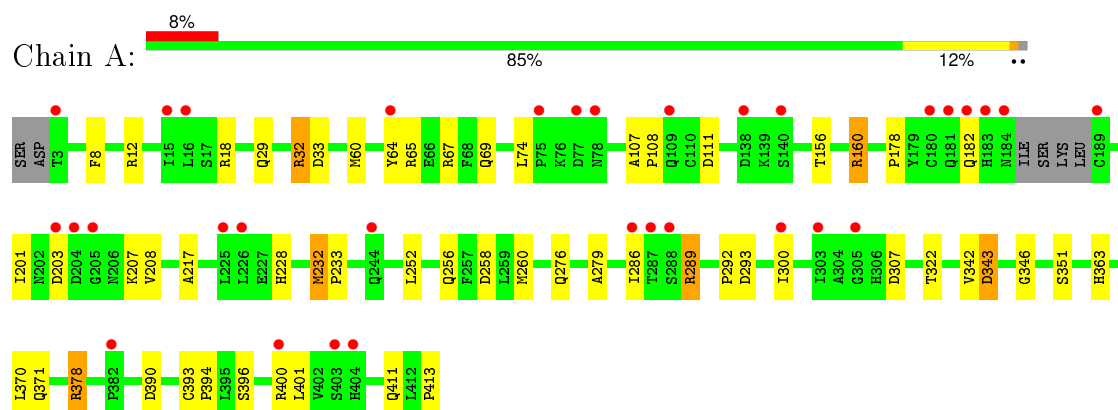 8%
Chain A:
85% 12%
SER ASP T3 F8 R12 I15 L16 S17 R18 Q29 R32 D33 M60 Y64 R65 E66 R67 F68 Q69 L74 P75 K76 D77 N78 A107 P108 Q109 C110 D111 D138 K139 S140 T156 R160 P178 Y179 C180 Q181 Q182 H183 N184 ILE SER LYS LEU C189
I201 N202 D203 D204 G205 N206 K207 V208 A217 L225 L226 E227 H228 M232 P233 Q244 L252 Q256 F257 D258 L259 M260 Q276 A279 I286 T287 S288 R289 P292 D293 I300 I303 A304 G305 H306 D307 T322 V342 D343 G346 S351 H363
L370 Q371 R378 P382 D390 C393 P394 L395 S396 R400 L401 V402 S403 H404 Q411 L412 P413